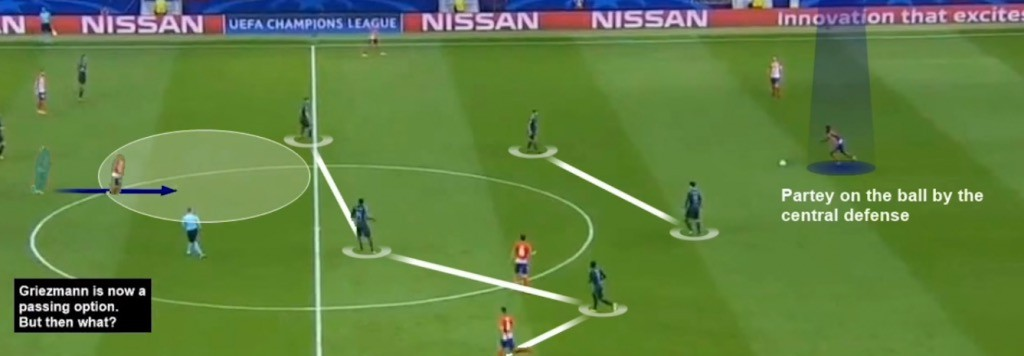 N
NISSAN
UEFA CHAMPIONS LEAGUE
NISSAN
NISSAN
Innovation that excites
Partey on the ball by the
central defense
Griezmann is now a
passing option.
But then what?